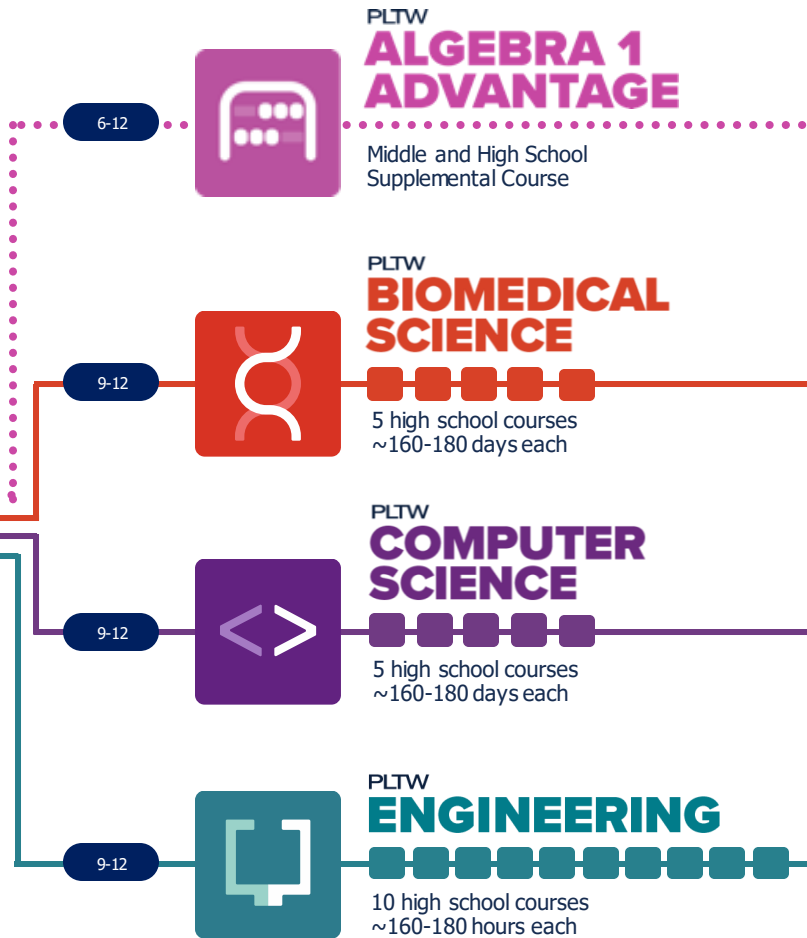 PLTW
ALGEBRA 1
ADVANTAGE
6-12
Middle and High School
Supplemental Course
PLTW
BIOMEDICAL
SCIENCE
9-12
5 high school courses
~160-180 days each
PLTW
COMPUTER
SCIENCE
9-12
5 high school courses
~160-180 days each
PLTW
ENGINEERING
9-12
10 high school courses
~160-180 hours each